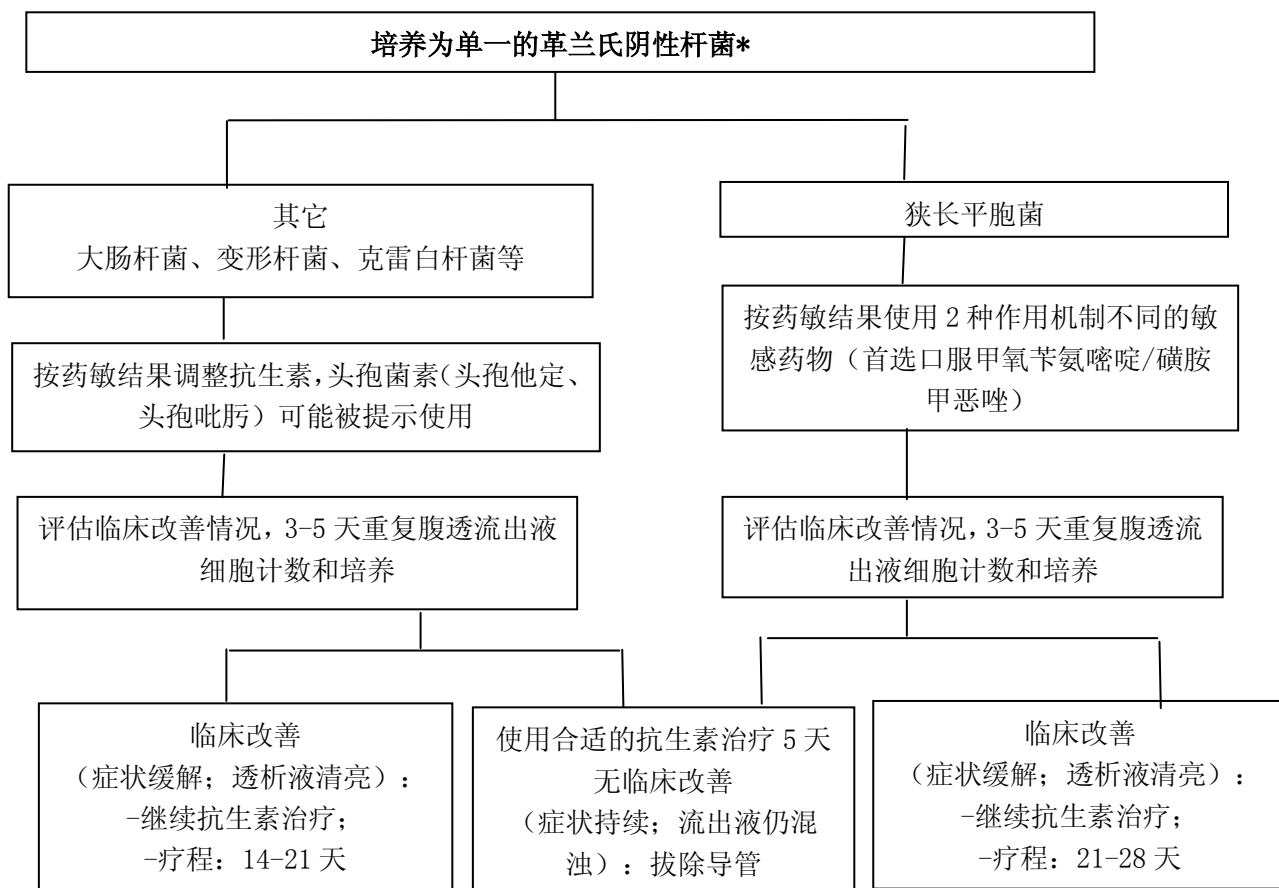 培养为单一的革兰氏阴性杆菌*
其它
大肠杆菌、变形杆菌、克雷白杆菌等
狭长平胞菌
按药敏结果调整抗生素，头孢菌素（头孢他定、
头孢吡肟）可能被提示使用
按药敏结果使用 2 种作用机制不同的敏
感药物（首选口服甲氧苄氨嘧啶/磺胺
甲恶唑）
评估临床改善情况，3-5 天重复腹透流出液
细胞计数和培养
评估临床改善情况，3-5 天重复腹透流
出液细胞计数和培养
临床改善
（症状缓解；透析液清亮）：
-继续抗生素治疗；
-疗程：14-21 天
使用合适的抗生素治疗 5 天
无临床改善
（症状持续；流出液仍混
浊）：拔除导管
临床改善
（症状缓解；透析液清亮）：
-继续抗生素治疗；
-疗程：21-28 天